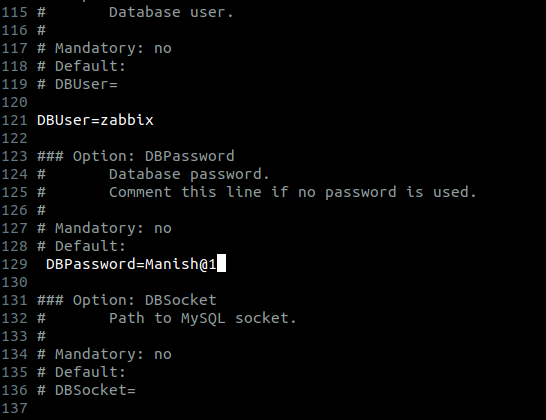 115 #       Database user.
116 #
117 # Mandatory: no
118 # Default:
119 # DBUser=
120
121 DBUser=zabbix
122
123 ### Option: DBPassword
124 #       Database password.
125 #       Comment this line if no password is used.
126 #
127 # Mandatory: no
128 # Default:
129  DBPassword=Manish@1
130
131 ### Option: DBSocket
132 #       Path to MySQL socket.
133 #
134 # Mandatory: no
135 # Default:
136 # DBSocket=
137